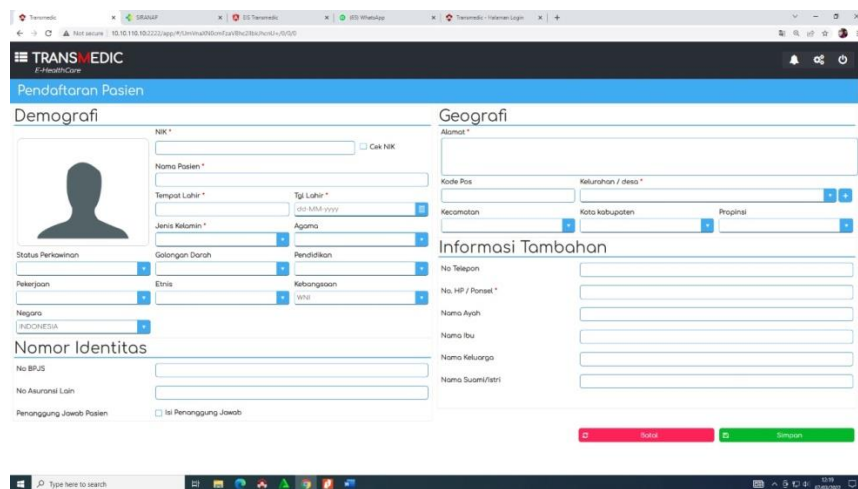 Transmedic
SIRANAP
EIS Transmedic
(83) WhatsApp
Transmedic - Halaman Login
Not secure
TRANSMEDIC
E-HealthCare
Pendaftaran Pasien
Demografi
NIK *
Cek NIK
Nama Pasien *
Tempat Lahir *
Tgl Lahir *
dd-MM-yyyy
Jenis Kelamin *
Agama
Status Perkawinan
Golongan Darah
Pendidikan
Pekerjaan
Etnis
Kebangsaan
WNI
Negara
INDONESIA
Nomor Identitas
No BPJS
No Asuransi Lain
Penanggung Jawab Pasien
Isi Penanggung Jawab
Geografi
Alamat *
Kode Pos
Kelurahan / desa *
Kecamatan
Kota kabupaten
Propinsi
Informasi Tambahan
No Telepon
No. HP / Ponsel *
Nama Ayah
Nama Ibu
Nama Keluarga
Nama Suami/Istri
Batal
Simpan
Type here to search
12:19